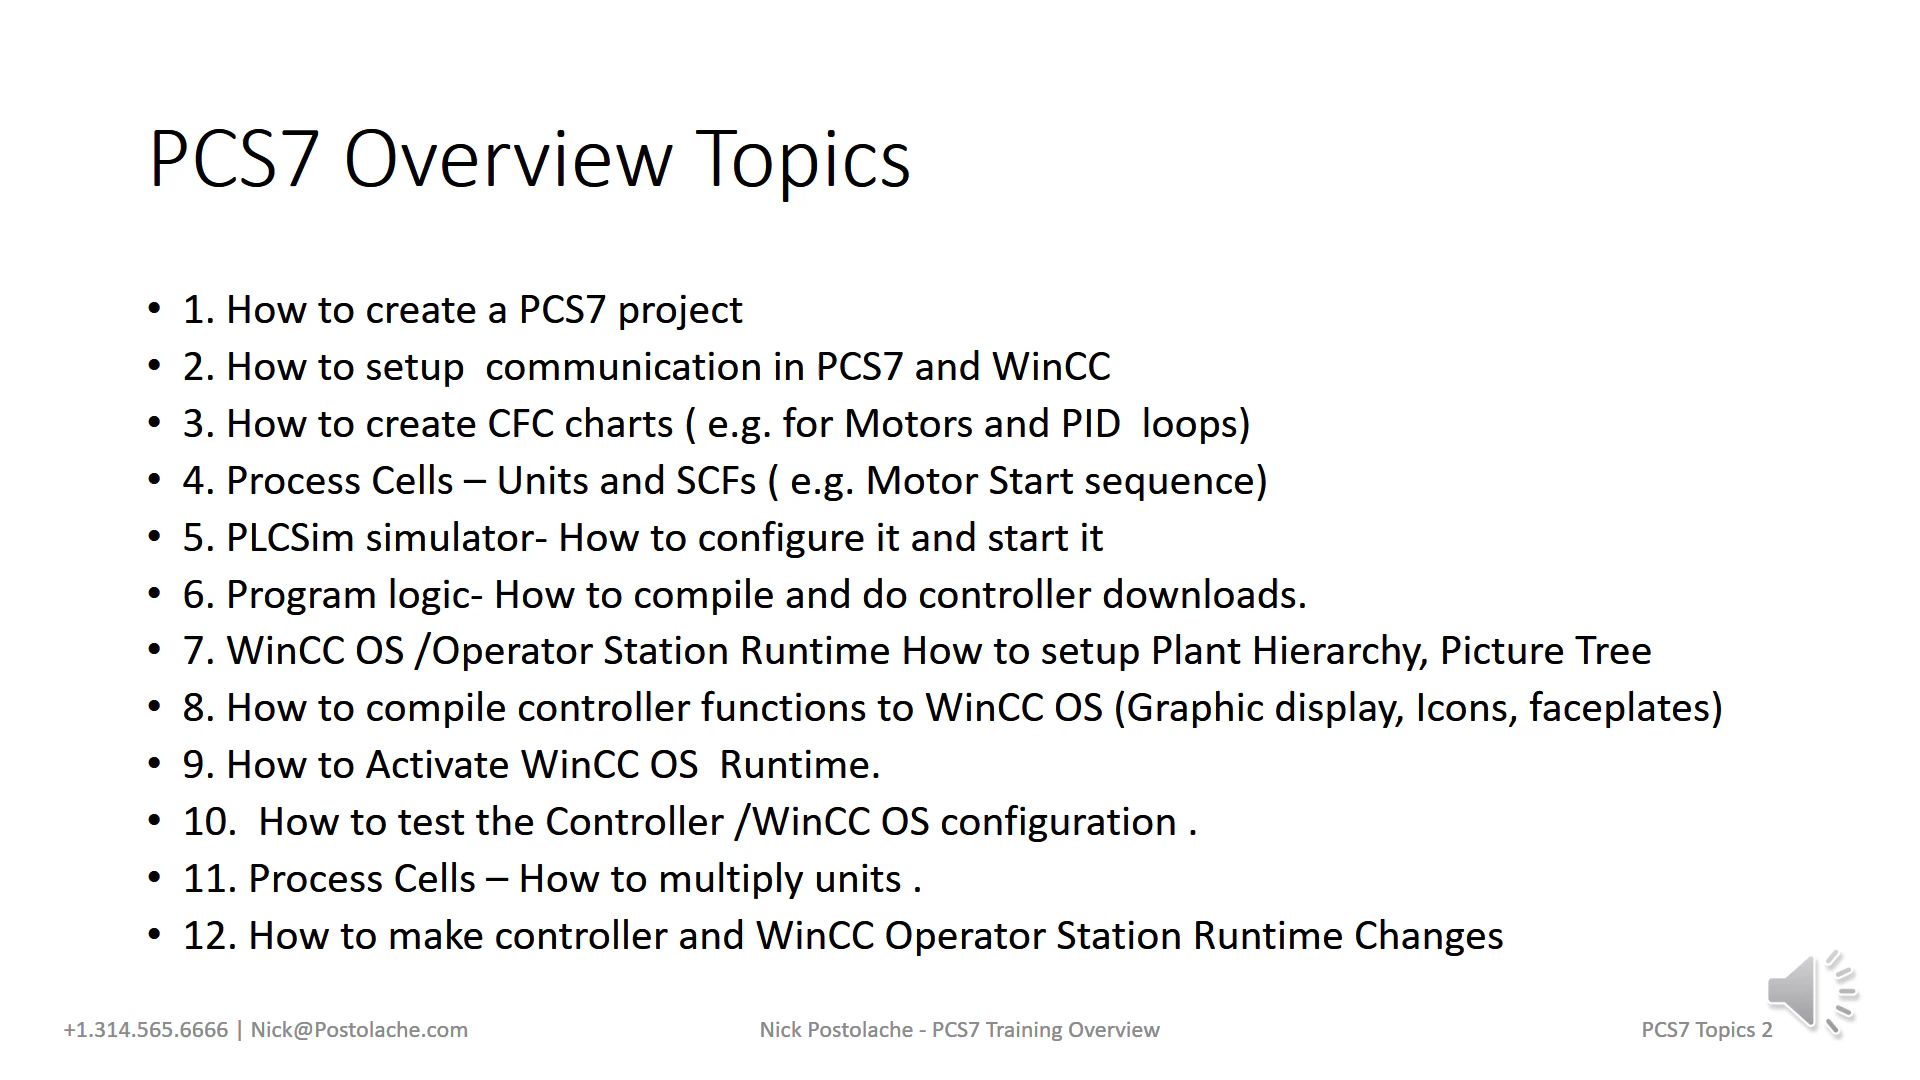 PCS7 Overview Topics
• 1. How to create a PCS7 project
• 2. How to setup  communication in PCS7 and WinCC
• 3. How to create CFC charts ( e.g. for Motors and PID  loops)
• 4. Process Cells – Units and SCFs ( e.g. Motor Start sequence)
• 5. PLCSim simulator- How to configure it and start it
• 6. Program logic- How to compile and do controller downloads.
• 7. WinCC OS /Operator Station Runtime How to setup Plant Hierarchy, Picture Tree
• 8. How to compile controller functions to WinCC OS (Graphic display, Icons, faceplates)
• 9. How to Activate WinCC OS  Runtime.
• 10.  How to test the Controller /WinCC OS configuration .
• 11. Process Cells – How to multiply units .
• 12. How to make controller and WinCC Operator Station Runtime Changes
+1.314.565.6666 | Nick@Postolache.com
Nick Postolache - PCS7 Training Overview
PCS7 Topics 2